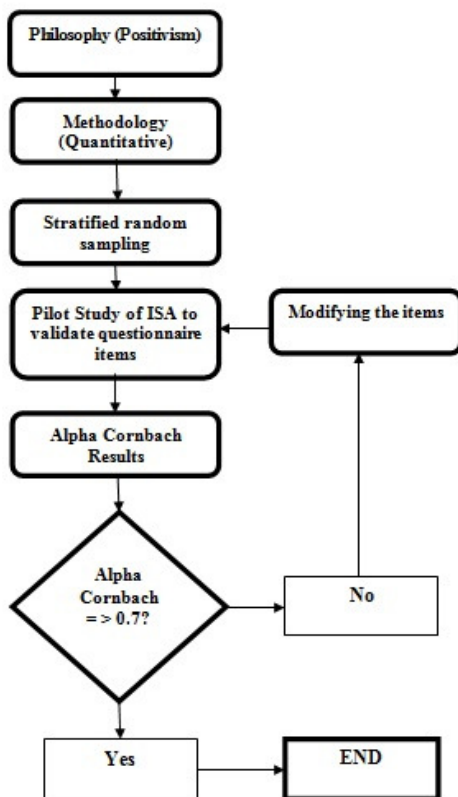 Philosophy (Positivism)
Methodology
(Quantitative)
Stratified random
sampling
Pilot Study of ISA to
validate questionnaire
items
Modifying the items
Alpha Cornbach
Results
Alpha
Cornbach
= > 0.7?
No
Yes
END